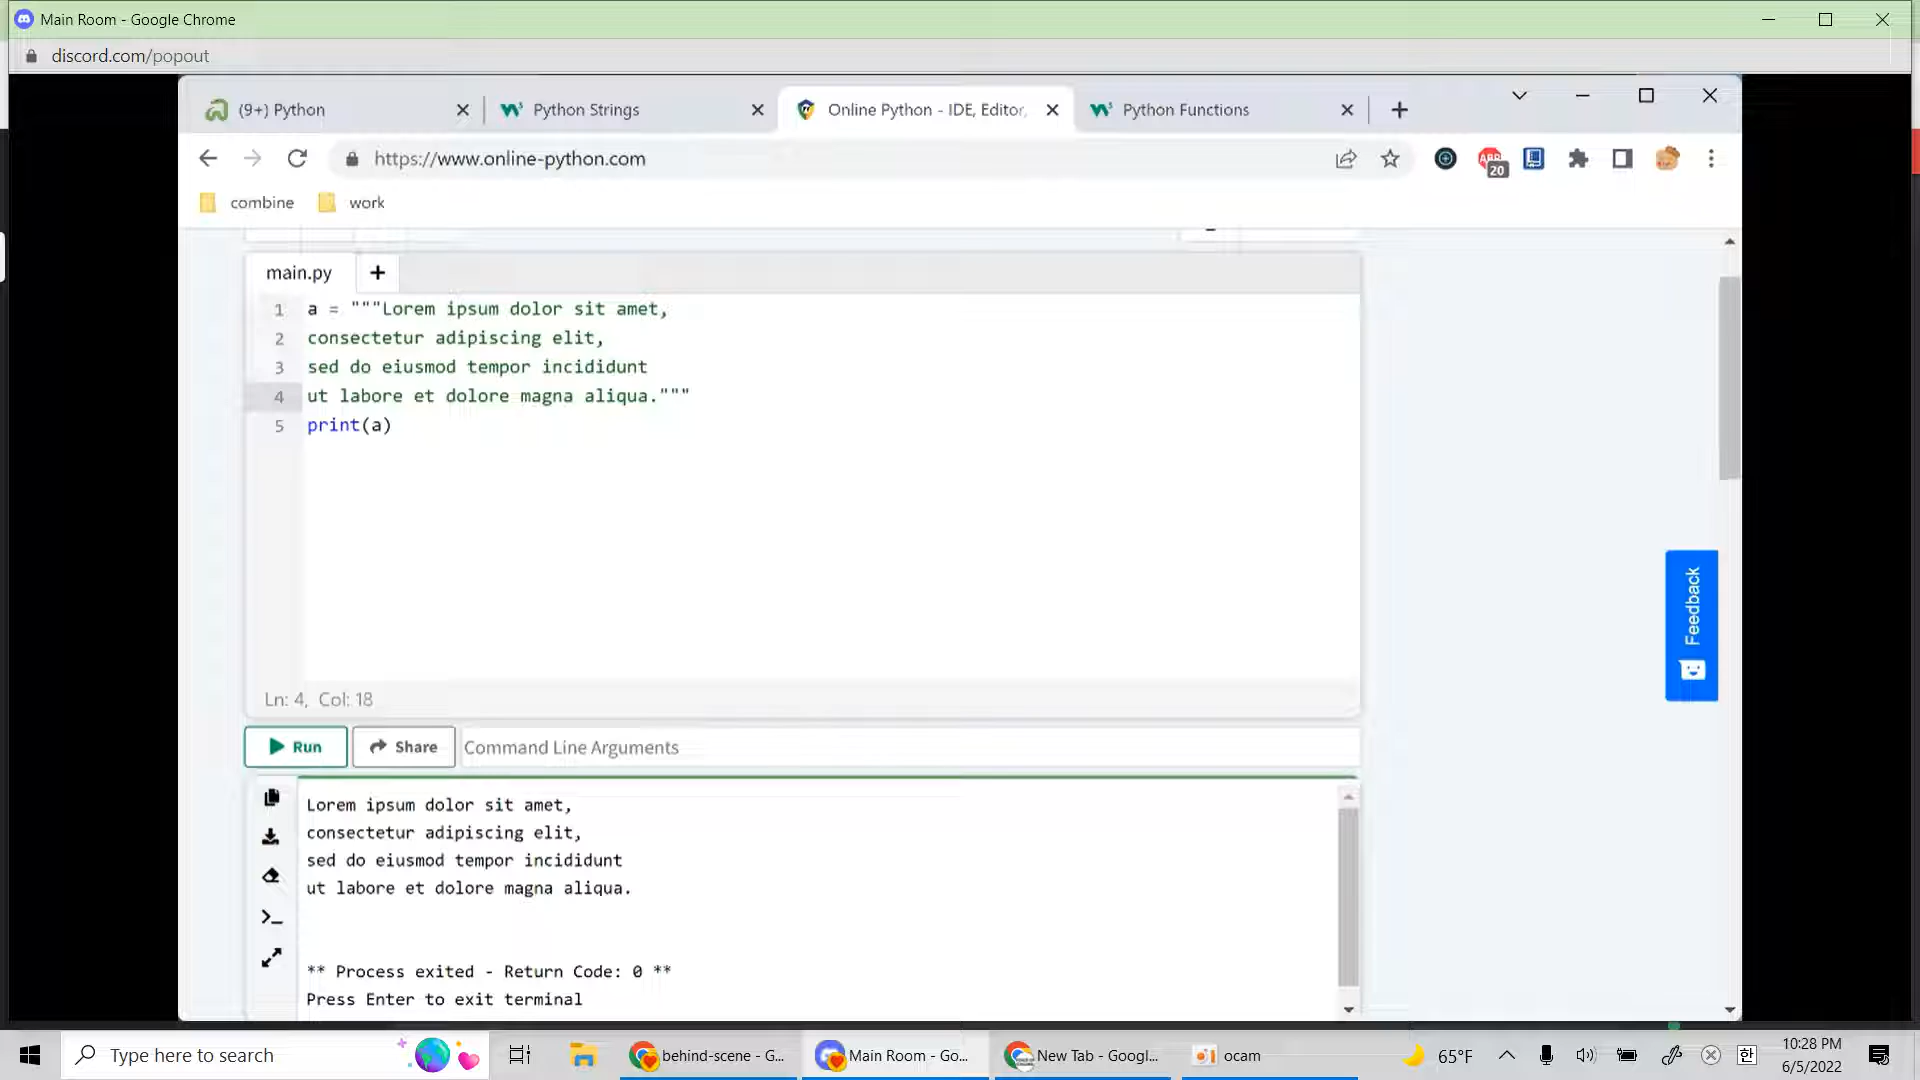 Main Room - Google Chrome
discord.com/popout
(9+) Python
Python Strings
Online Python - IDE, Editor,
Python Functions
https://www.online-python.com
ABP
20
combine
work
main.py
1 a = """Lorem ipsum dolor sit amet,
2 consectetur adipiscing elit,
3 sed do eiusmod tempor incididunt
4 ut labore et dolore magna aliqua."""
5 print(a)
Ln: 4, Col: 18
Feedback
Run
Share
Command Line Arguments
Lorem ipsum dolor sit amet,
consectetur adipiscing elit,
sed do eiusmod tempor incididunt
ut labore et dolore magna aliqua.
** Process exited - Return Code: 0 **
Press Enter to exit terminal
Type here to search
behind-scene - G...
Main Room - Go...
New Tab - Googl...
ocam
65°F
한
10:28 PM
6/5/2022